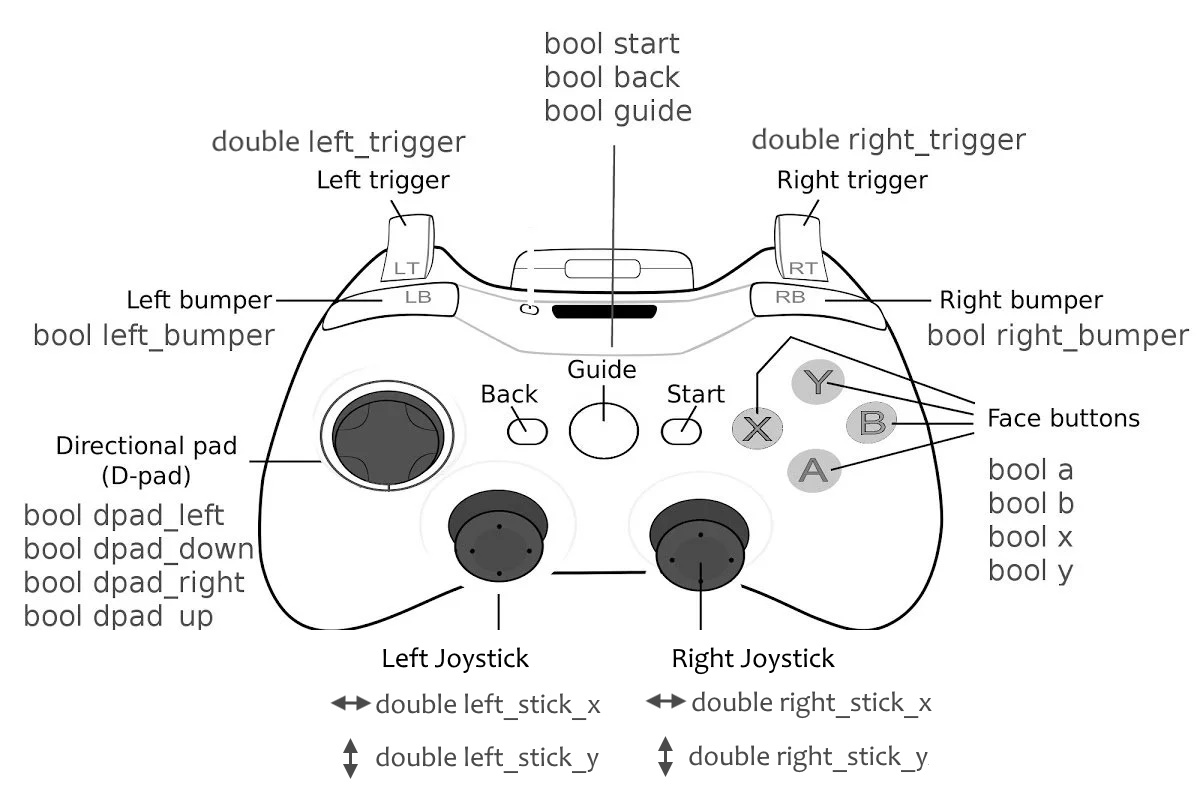 bool start
bool back
bool guide
double left_trigger
Left trigger
double right_trigger
Right trigger
LT
RT
Left bumper
LB
RB
Right bumper
bool left_bumper
bool right_bumper
Back
Guide
Start
Y
X
B
A
Face buttons
bool a
bool b
bool x
bool y
Directional pad
(D-pad)
bool dpad_left
bool dpad_down
bool dpad_right
bool dpad_up
Left Joystick
double left_stick_x
double left_stick_y
Right Joystick
double right_stick_x
double right_stick_y